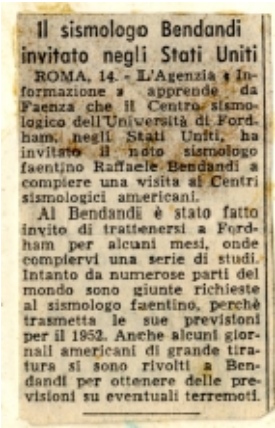 Il sismologo Bendandi
invitato negli Stati Uniti
ROMA, 14. - L'Agenzia « In-
formazione » apprende da
Faenza che il Centro sismo-
logico dell'Università di Ford-
ham, negli Stati Uniti, ha
invitato il noto sismologo
faentino Raffaele Bendandi a
compiere una visita ai Centri
sismologici americani.
Al Bendandi è stato fatto
invito di trattenersi a Ford-
ham per alcuni mesi, onde
compiervi una serie di studi.
Intanto da numerose parti del
mondo sono giunte richieste
al sismologo faentino, perchè
trasmetta le sue previsioni
per il 1952. Anche alcuni gior-
nali americani di grande tira-
tura si sono rivolti a Ben-
dandi per ottenere delle pre-
visioni su eventuali terremoti.